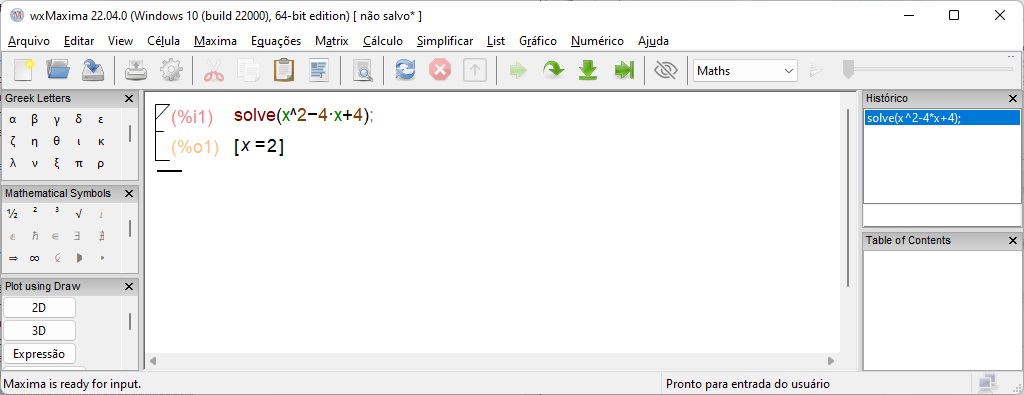 wxMaxima 22.04.0 (Windows 10 (build 22000), 64-bit edition) [ não salvo* ]
Arquivo Editar View Célula Maxima Equações Matrix Cálculo Simplificar List Gráfico Numérico Ajuda
Maths
Greek Letters
α β γ δ ε
ζ η θ ι κ
λ ν ξ π ρ
Mathematical Symbols
½ ² ³ √ ⅈ
ⅇ ℏ ∈ ∃ ∄
⇒ ∞
Plot using Draw
2D
3D
Expressão
(%i1) solve(x^2−4·x+4);
(%o1) [x=2]
Histórico
solve(x^2-4*x+4);
Table of Contents
Maxima is ready for input.
Pronto para entrada do usuário